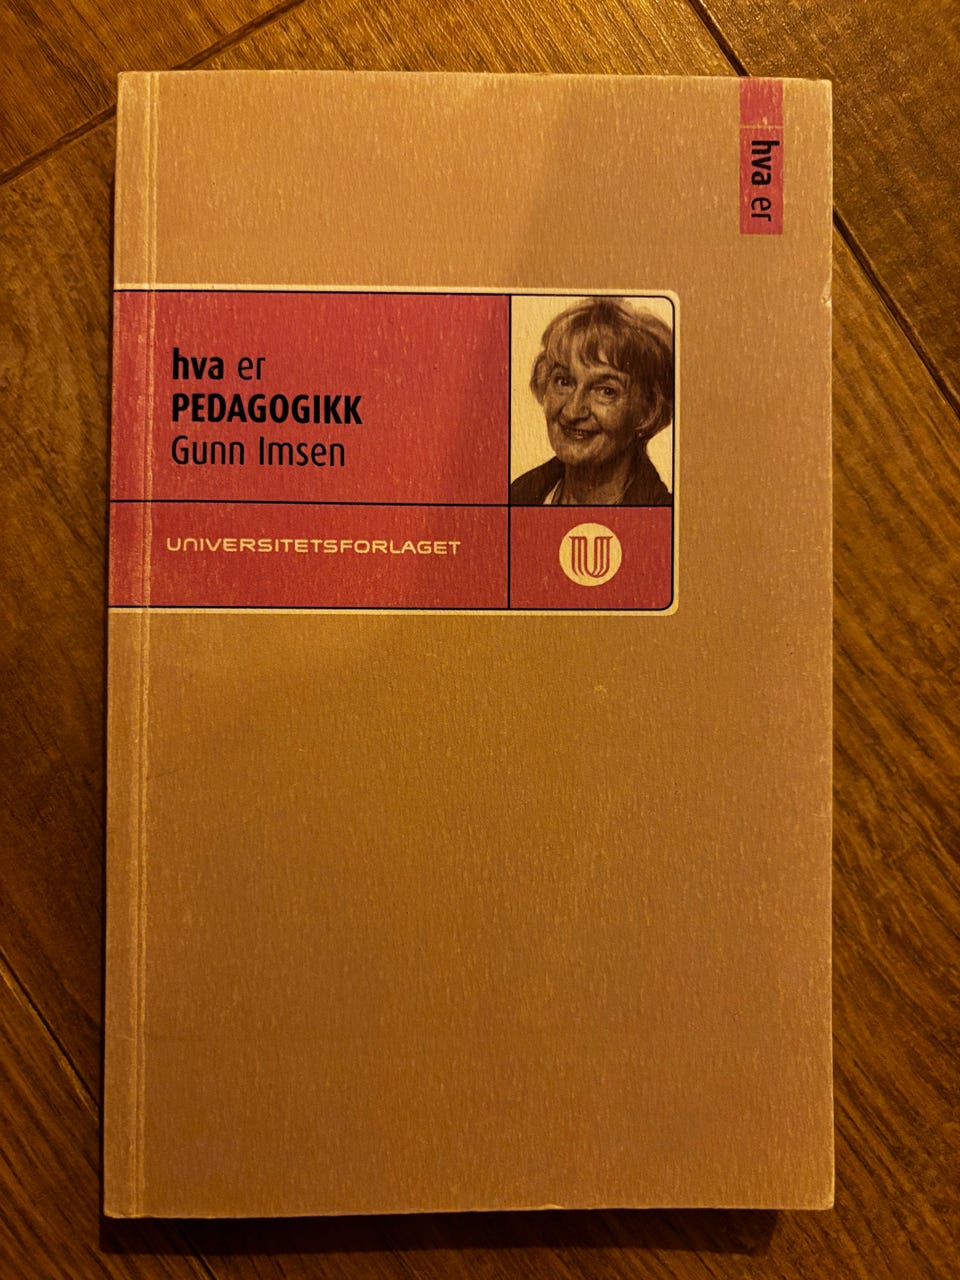 hva er
hva er
PEDAGOGIKK
Gunn Imsen
UNIVERSITETSFORLAGET
U